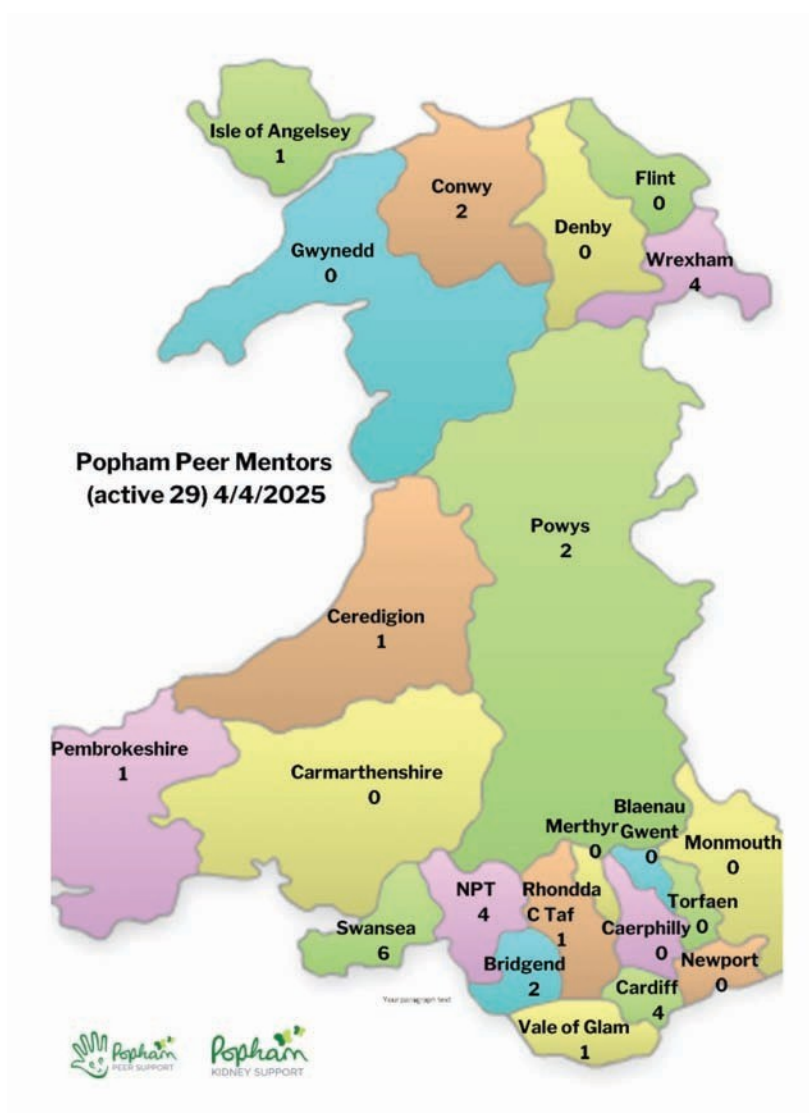 Isle of Angelsey
1
Conwy
2
Flint
0
Denby
0
Gwynedd
0
Wrexham
4
Popham Peer Mentors
(active 29) 4/4/2025
Powys
2
Ceredigion
1
Pembrokeshire
1
Carmarthenshire
0
Blaenau
Gwent
0
Merthyr
0
Monmouth
0
NPT
4
Rhondda
C Taf
1
Torfaen
0
Swansea
6
Caerphilly
0
Bridgend
2
Newport
0
Cardiff
4
Your paragraph text
Vale of Glam
1
Popham
PEER SUPPORT
Popham
KIDNEY SUPPORT